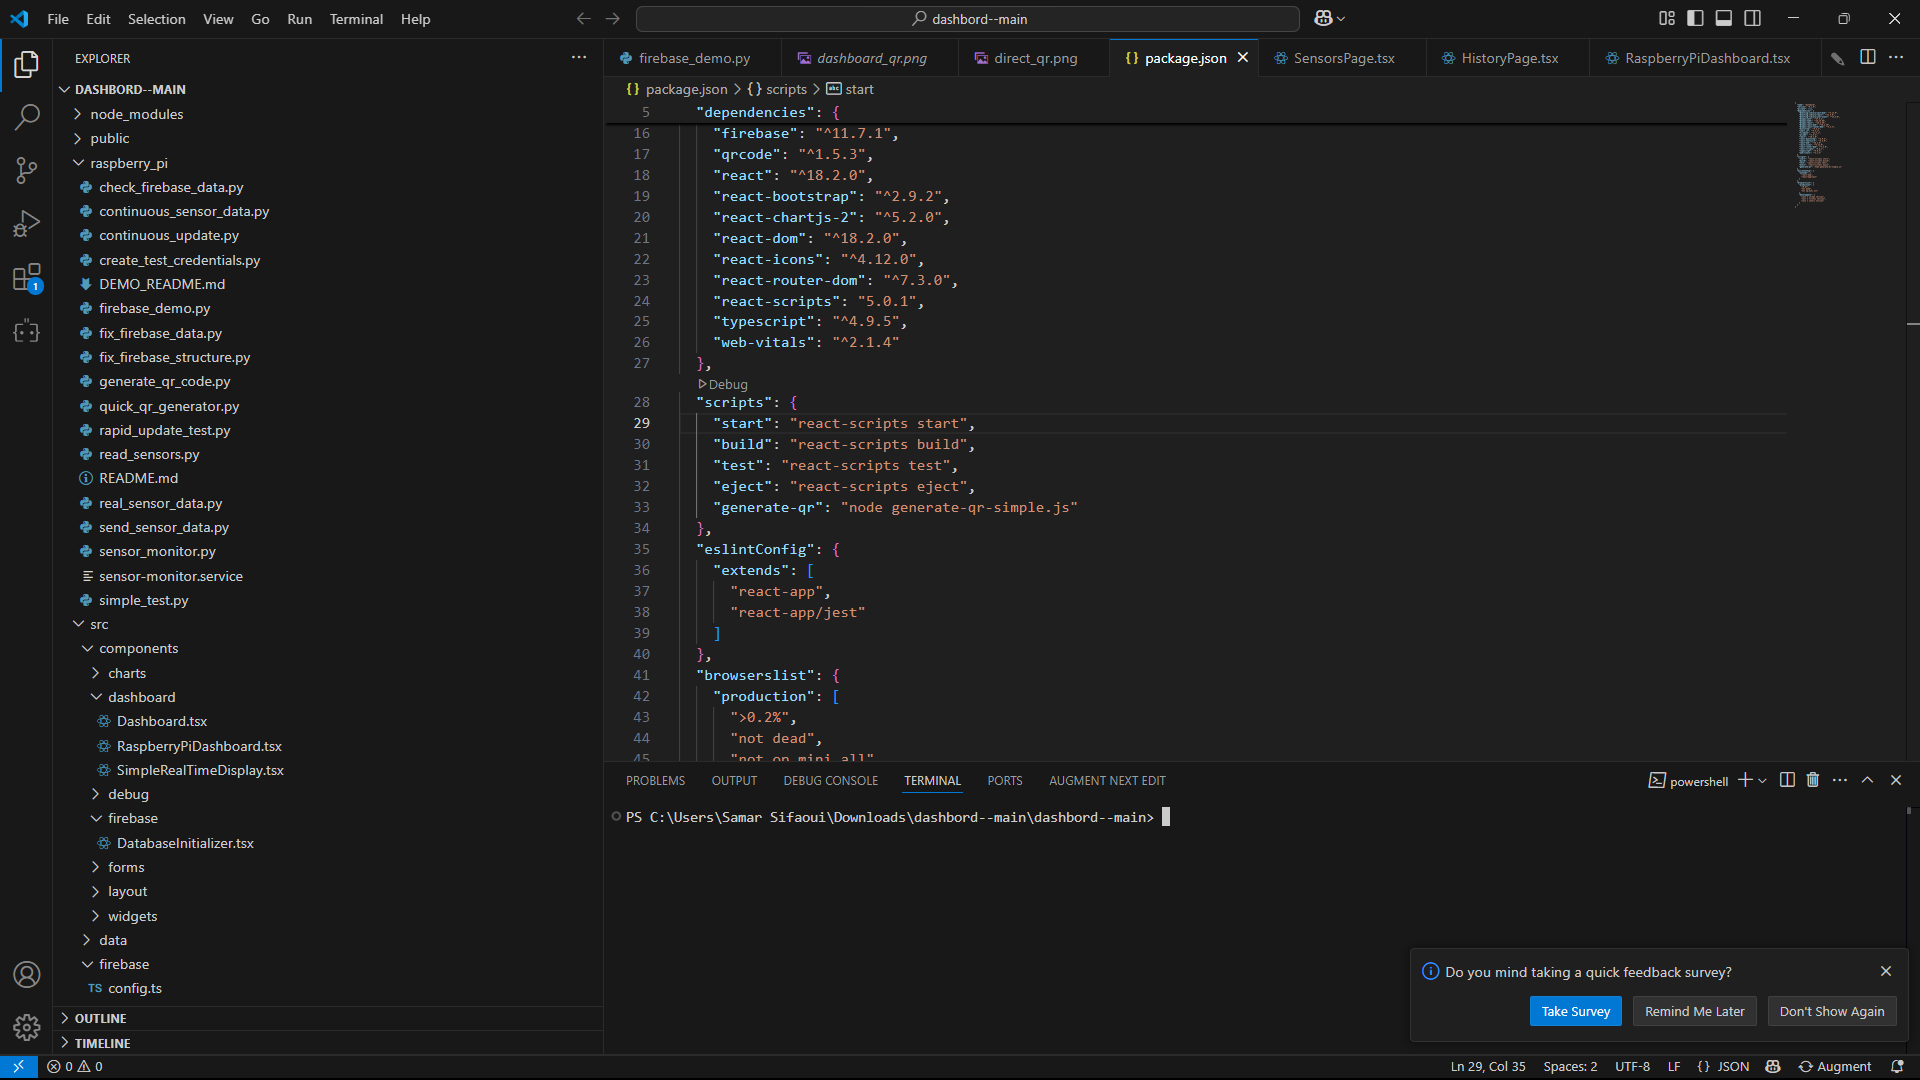 File Edit Selection View Go Run Terminal Help
dashbord--main
EXPLORER
DASHBORD--MAIN
node_modules
public
raspberry_pi
check_firebase_data.py
continuous_sensor_data.py
continuous_update.py
create_test_credentials.py
DEMO_README.md
firebase_demo.py
fix_firebase_data.py
fix_firebase_structure.py
generate_qr_code.py
quick_qr_generator.py
rapid_update_test.py
read_sensors.py
README.md
real_sensor_data.py
send_sensor_data.py
sensor_monitor.py
sensor-monitor.service
simple_test.py
src
components
charts
dashboard
Dashboard.tsx
RaspberryPiDashboard.tsx
SimpleRealTimeDisplay.tsx
debug
firebase
DatabaseInitializer.tsx
forms
layout
widgets
data
firebase
TS config.ts
OUTLINE
TIMELINE
1
firebase_demo.py dashboard_qr.png direct_qr.png {} package.json SensorsPage.tsx HistoryPage.tsx RaspberryPiDashboard.tsx
{} package.json > {} scripts > abc start
5 "dependencies": {
16 "firebase": "^11.7.1",
17 "qrcode": "^1.5.3",
18 "react": "^18.2.0",
19 "react-bootstrap": "^2.9.2",
20 "react-chartjs-2": "^5.2.0",
21 "react-dom": "^18.2.0",
22 "react-icons": "^4.12.0",
23 "react-router-dom": "^7.3.0",
24 "react-scripts": "5.0.1",
25 "typescript": "^4.9.5",
26 "web-vitals": "^2.1.4"
27 },
Debug
28 "scripts": {
29 "start": "react-scripts start",
30 "build": "react-scripts build",
31 "test": "react-scripts test",
32 "eject": "react-scripts eject",
33 "generate-qr": "node generate-qr-simple.js"
34 },
35 "eslintConfig": {
36 "extends": [
37 "react-app",
38 "react-app/jest"
39 ]
40 },
41 "browserslist": {
42 "production": [
43 ">0.2%",
44 "not dead",
45 "not op_mini all"
PROBLEMS OUTPUT DEBUG CONSOLE TERMINAL PORTS AUGMENT NEXT EDIT
powershell
PS C:\Users\Samar Sifaoui\Downloads\dashbord--main\dashbord--main>
Do you mind taking a quick feedback survey?
Take Survey Remind Me Later Don't Show Again
0 0
Ln 29, Col 35 Spaces: 2 UTF-8 LF {} JSON Augment